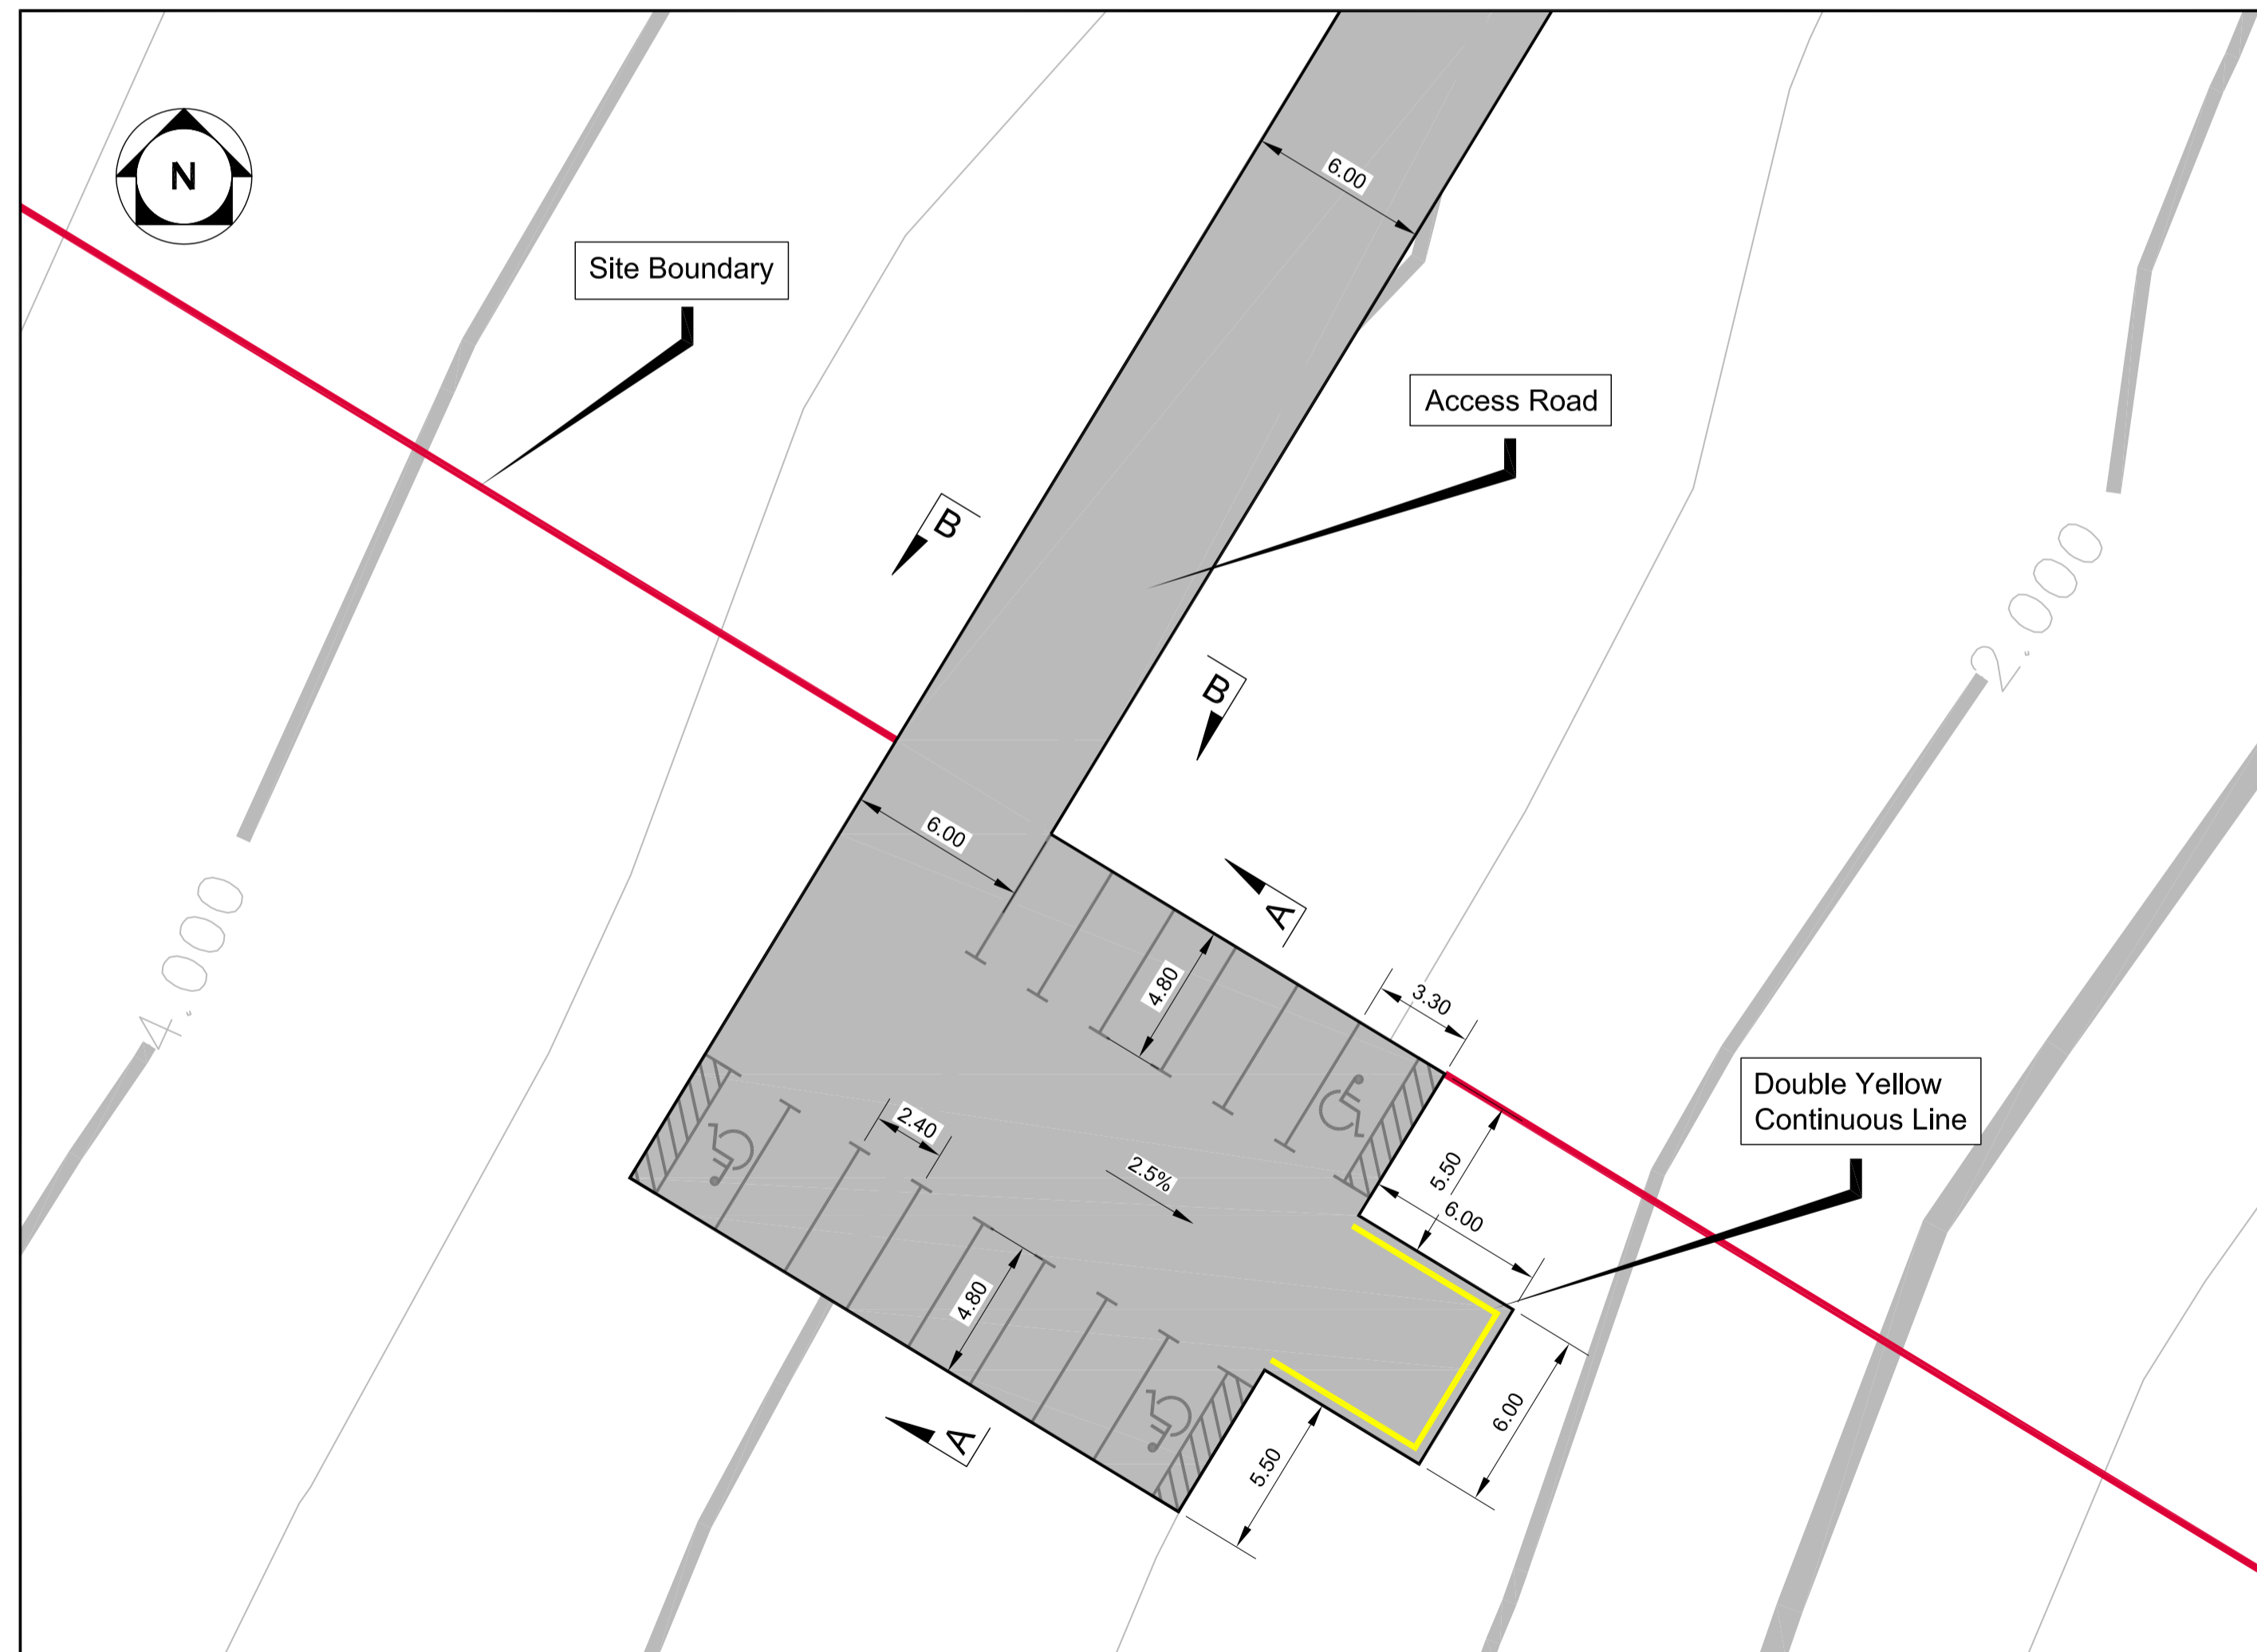 N
Site Boundary
6.00
Access Road
B
B
2.000
6.00
4.000
A
4.80
3.30
Double Yellow
Continuous Line
2.40
2.5%
5.50
6.00
4.80
6.00
A
5.50